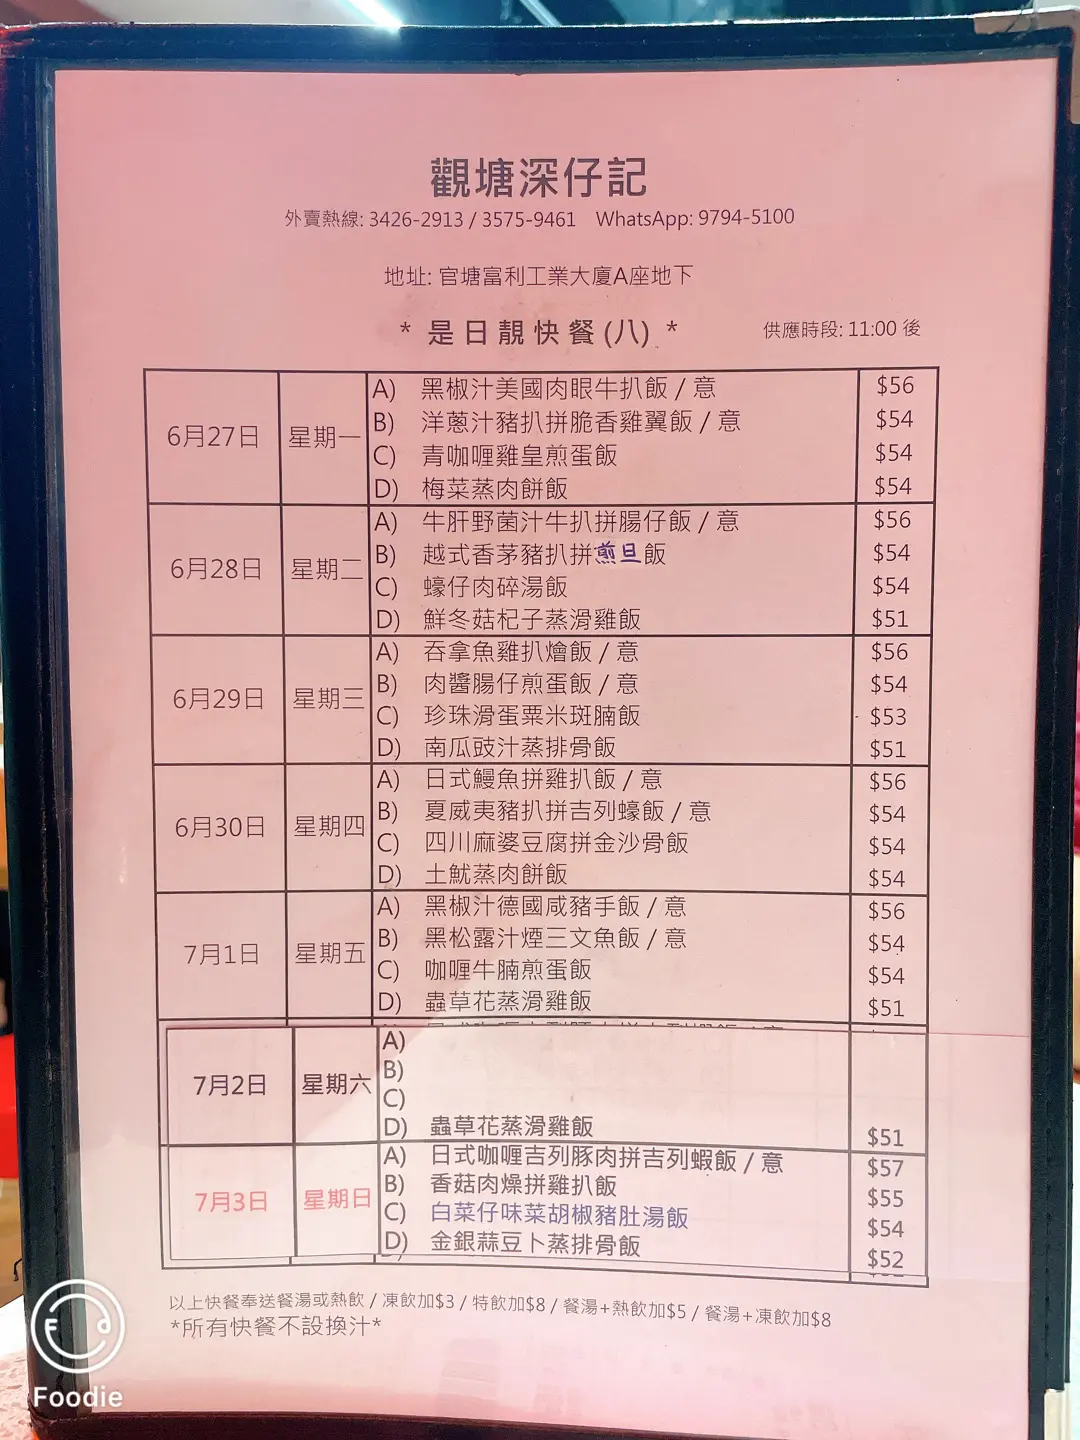 觀塘深仔記
外賣熱線: 3426-2913 / 3575-9461 WhatsApp: 9794-5100
地址: 官塘富利工業大廈A座地下
* 是日靚快餐(八) * 供應時段: 11:00 後
6月27日 星期一
A) 黑椒汁美國肉眼牛扒飯 / 意 $56
B) 洋蔥汁豬扒拼脆香雞翼飯 / 意 $54
C) 青咖喱雞皇煎蛋飯 $54
D) 梅菜蒸肉餅飯 $54
6月28日 星期二
A) 牛肝野菌汁牛扒拼腸仔飯 / 意 $56
B) 越式香茅豬扒拼煎旦飯 $54
C) 蠔仔肉碎湯飯 $54
D) 鮮冬菇杞子蒸滑雞飯 $51
6月29日 星期三
A) 吞拿魚雞扒燴飯 / 意 $56
B) 肉醬腸仔煎蛋飯 / 意 $54
C) 珍珠滑蛋粟米斑腩飯 $53
D) 南瓜豉汁蒸排骨飯 $51
6月30日 星期四
A) 日式鰻魚拼雞扒飯 / 意 $56
B) 夏威夷豬扒拼吉列蠔飯 / 意 $54
C) 四川麻婆豆腐拼金沙骨飯 $54
D) 土魷蒸肉餅飯 $54
7月1日 星期五
A) 黑椒汁德國咸豬手飯 / 意 $56
B) 黑松露汁煙三文魚飯 / 意 $54
C) 咖喱牛腩煎蛋飯 $54
D) 蟲草花蒸滑雞飯 $51
7月2日 星期六
A)
B)
C)
D) 蟲草花蒸滑雞飯 $51
7月3日 星期日
A) 日式咖喱吉列豚肉拼吉列蝦飯 / 意 $57
B) 香菇肉燥拼雞扒飯 $55
C) 白菜仔味菜胡椒豬肚湯飯 $54
D) 金銀蒜豆卜蒸排骨飯 $52
以上快餐奉送餐湯或熱飲 / 凍飲加$3 / 特飲加$8 / 餐湯+熱飲加$5 / 餐湯+凍飲加$8
*所有快餐不設換汁*
Foodie